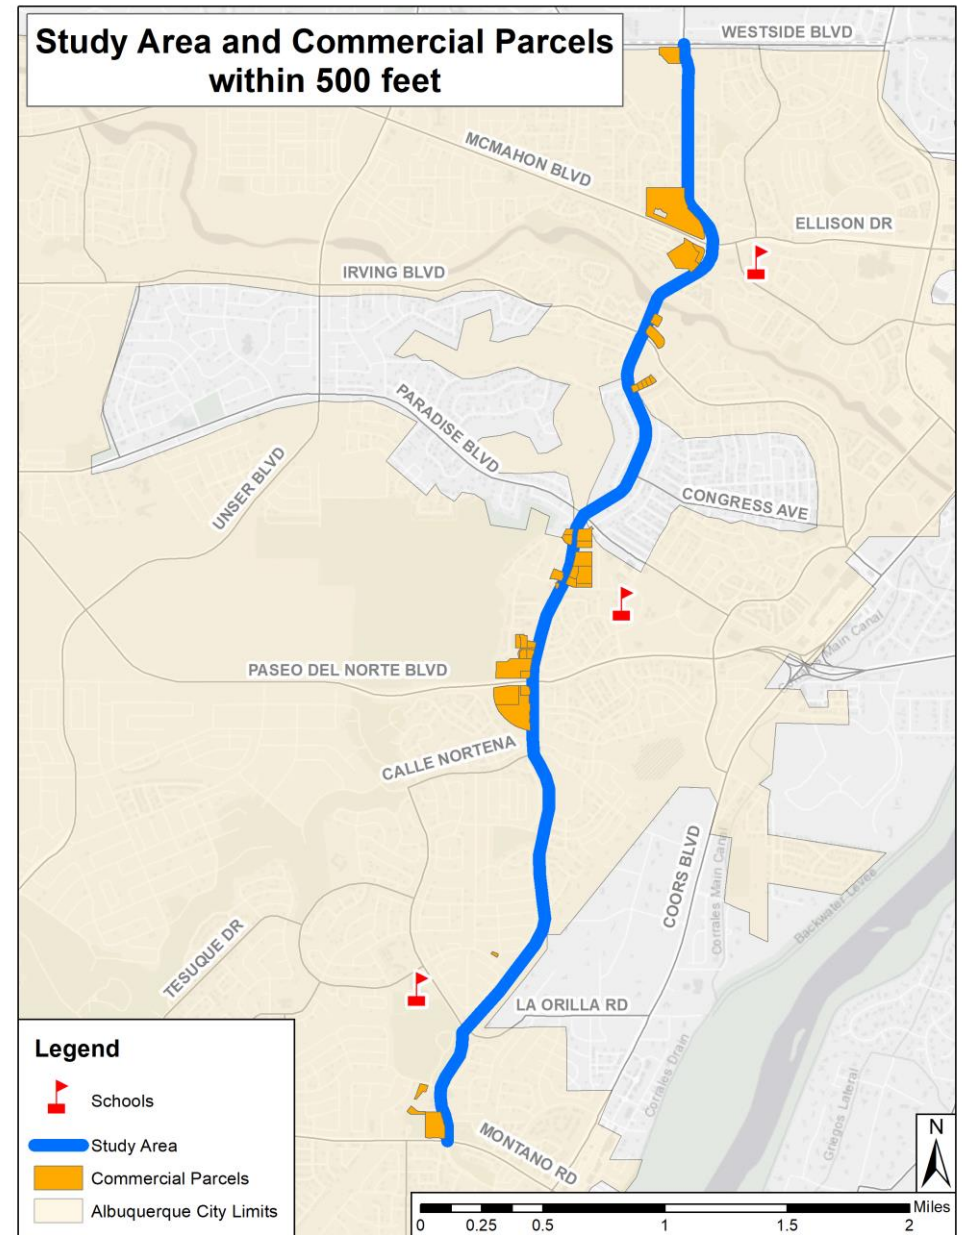 Study Area and Commercial Parcels
within 500 feet
WESTSIDE BLVD
MCMAHON BLVD
ELLISON DR
IRVING BLVD
PARADISE BLVD
UNSER BLVD
CONGRESS AVE
Main Canal
PASEO DEL NORTE BLVD
CALLE NORTENA
COORS BLVD
Corrales Main Canal
Backwater Levee
TESUQUE DR
LA ORILLA RD
Corrales Drain
Griegos Lateral
MONTANO RD
Legend
Schools
Study Area
Commercial Parcels
Albuquerque City Limits
N
Miles
0 0.25 0.5 1 1.5 2